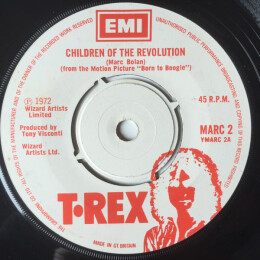 EMI
CHILDREN OF THE REVOLUTION
(Marc Bolan)
(from the Motion Picture "Born to Boogie")
℗ 1972
Wizard Artists
Limited
45 R.P.M.
Produced by
Tony Visconti
MARC 2
YMARC 2A
Wizard
Artists Ltd.
T·REX
MADE IN GT BRITAIN